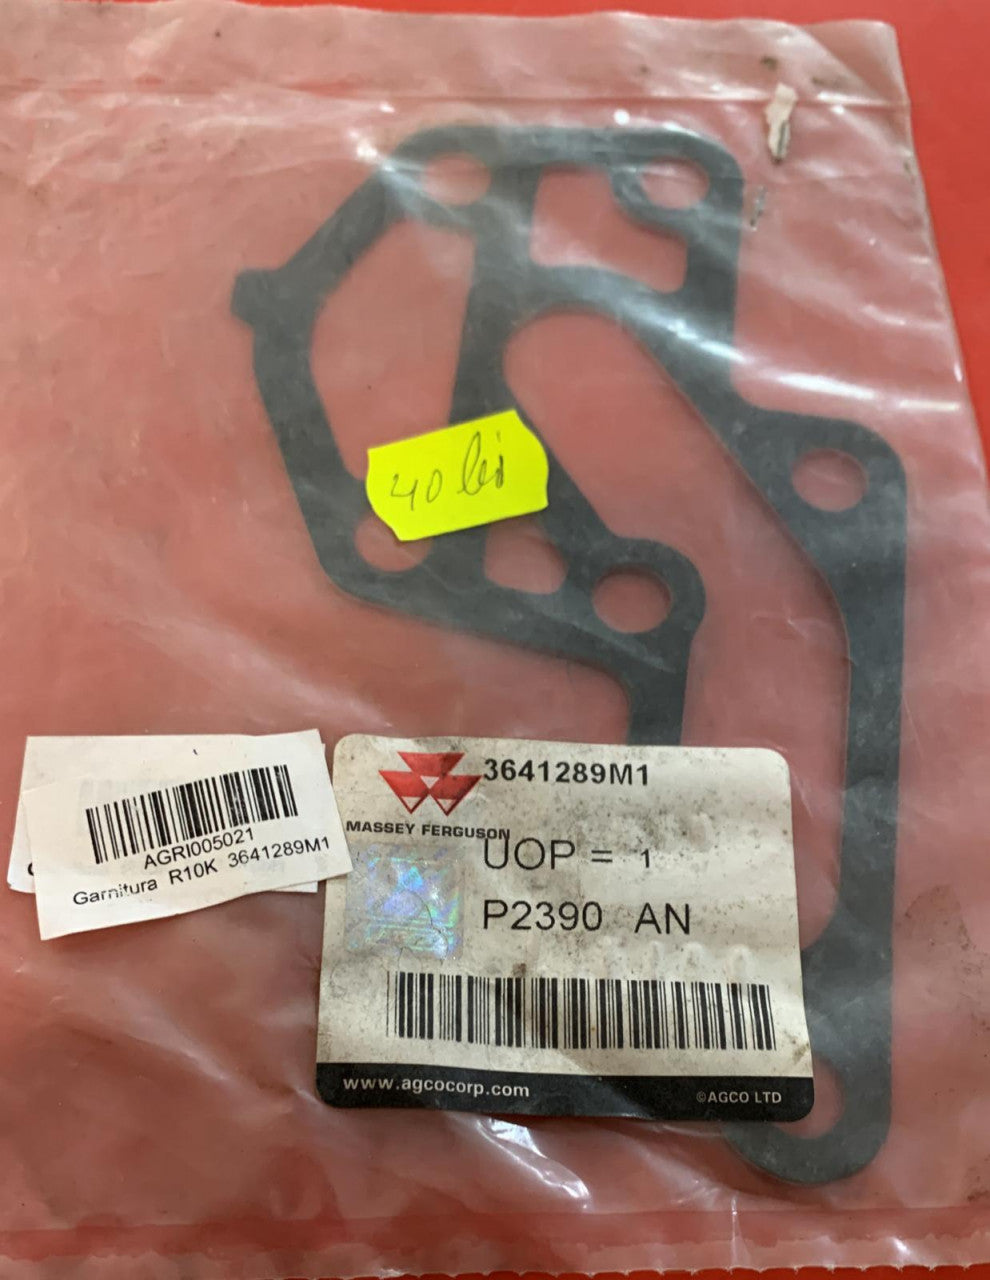 40 lei
AGRI005021
Garnitura R10K 3641289M1
3641289M1
MASSEY FERGUSON
UOP = 1
P2390 AN
www.agcocorp.com
©AGCO LTD